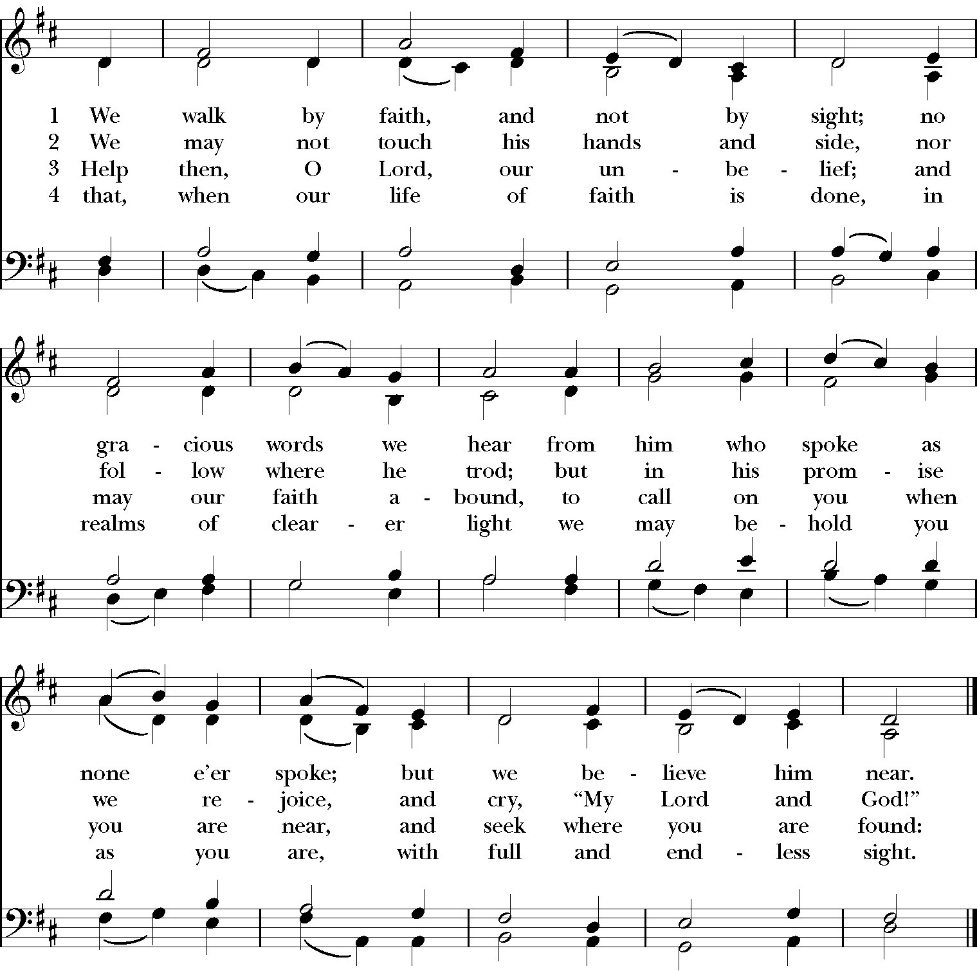 1 We walk by faith, and not by sight; no
2 We may not touch his hands and side, nor
3 Help then, O Lord, our un - be - lief; and
4 that, when our life of faith is done, in
gra - cious words we hear from him who spoke as
fol - low where he trod; but in his prom - ise
may our faith a - bound, to call on you when
realms of clear - er light we may be - hold you
none e’er spoke; but we be - lieve him near.
we re - joice, and cry, “My Lord and God!”
you are near, and seek where you are found:
as you are, with full and end - less sight.